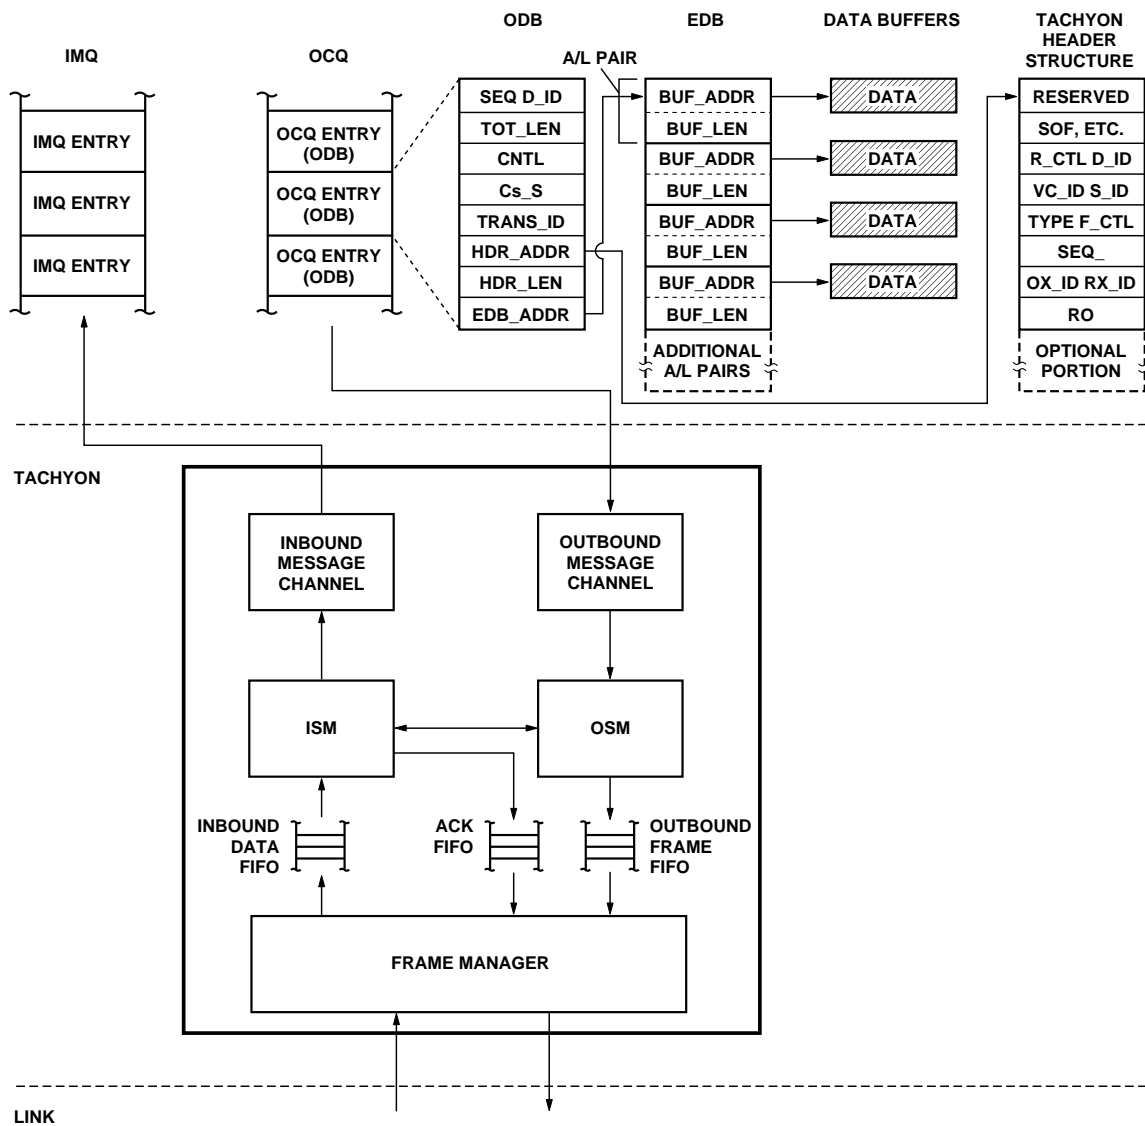 IMQ
OCQ
ODB
EDB
DATA BUFFERS
TACHYON
HEADER
STRUCTURE
A/L PAIR
IMQ ENTRY
IMQ ENTRY
IMQ ENTRY
OCQ ENTRY
(ODB)
OCQ ENTRY
(ODB)
OCQ ENTRY
(ODB)
SEQ D_ID
TOT_LEN
CNTL
Cs_S
TRANS_ID
HDR_ADDR
HDR_LEN
EDB_ADDR
BUF_ADDR
BUF_LEN
BUF_ADDR
BUF_LEN
BUF_ADDR
BUF_LEN
BUF_ADDR
BUF_LEN
ADDITIONAL
A/L PAIRS
DATA
DATA
DATA
DATA
RESERVED
SOF, ETC.
R_CTL D_ID
VC_ID S_ID
TYPE F_CTL
SEQ_
OX_ID RX_ID
RO
OPTIONAL
PORTION
TACHYON
INBOUND
MESSAGE
CHANNEL
OUTBOUND
MESSAGE
CHANNEL
ISM
OSM
INBOUND
DATA
FIFO
ACK
FIFO
OUTBOUND
FRAME
FIFO
FRAME MANAGER
LINK